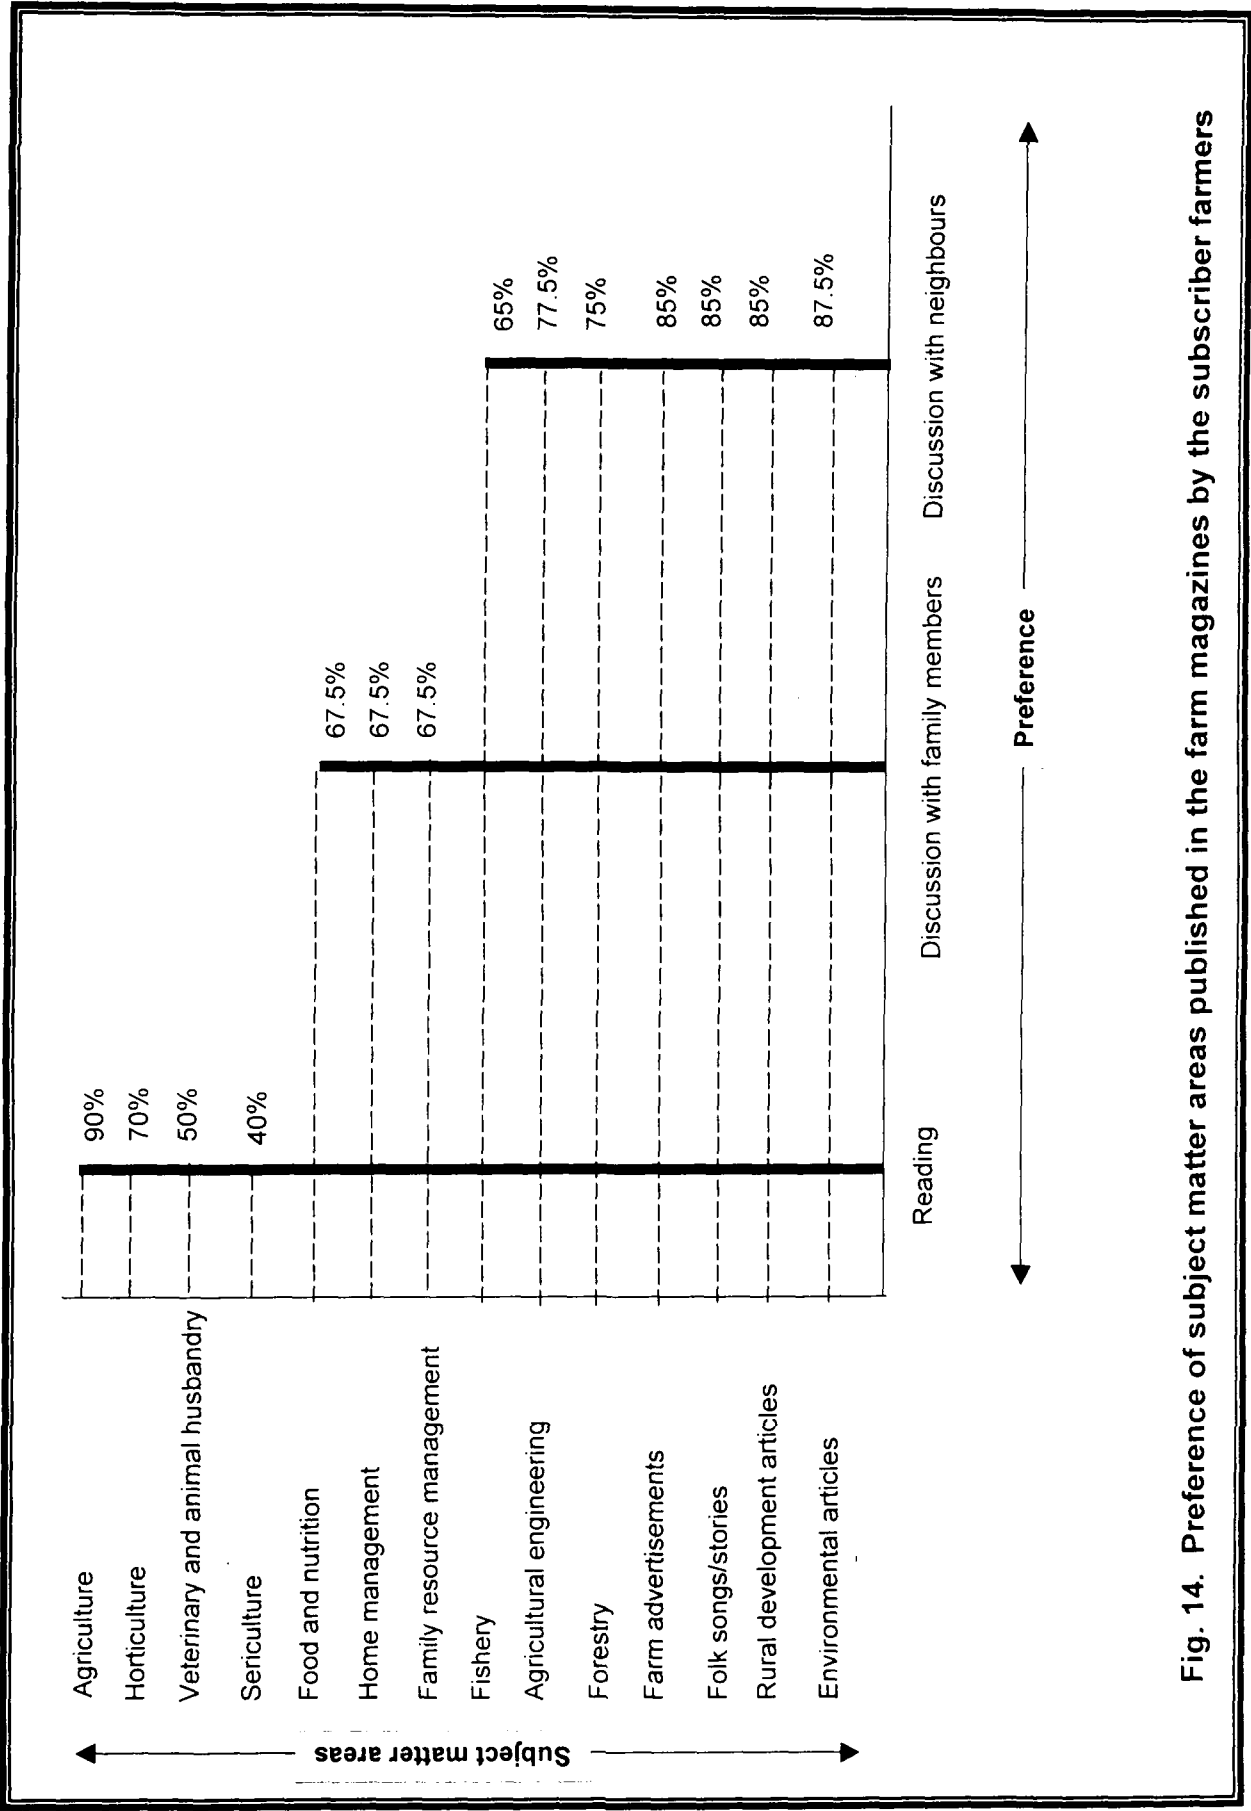 Subject matter areas
Agriculture
Horticulture
Veterinary and animal husbandry
Sericulture
Food and nutrition
Home management
Family resource management
Fishery
Agricultural engineering
Forestry
Farm advertisements
Folk songs/stories
Rural development articles
Environmental articles
90%
70%
50%
40%
67.5%
67.5%
67.5%
65%
77.5%
75%
85%
85%
85%
87.5%
Reading
Discussion with family members
Discussion with neighbours
Preference
Fig. 14. Preference of subject matter areas published in the farm magazines by the subscriber farmers